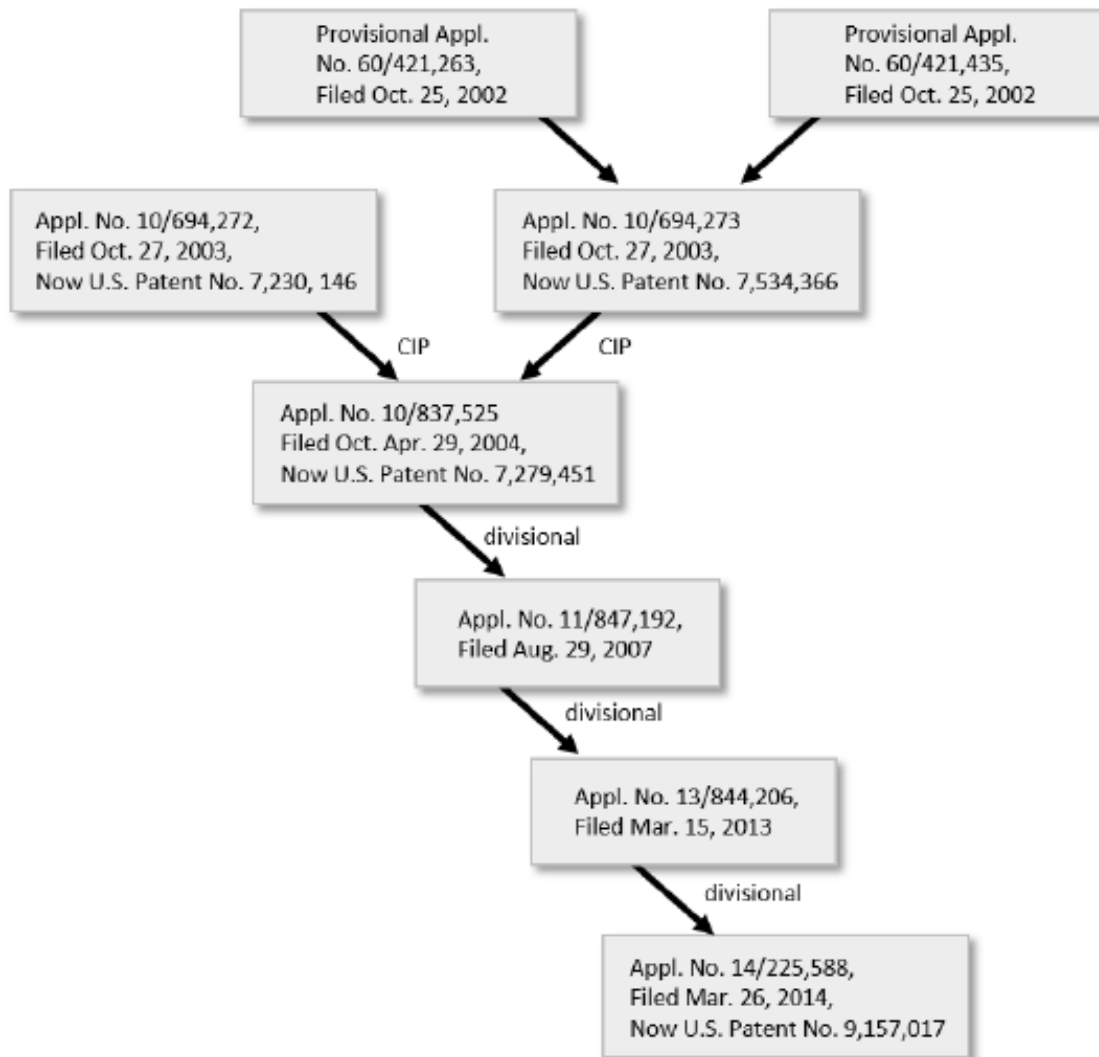 Provisional Appl.
No. 60/421,263,
Filed Oct. 25, 2002
Provisional Appl.
No. 60/421,435,
Filed Oct. 25, 2002
Appl. No. 10/694,272,
Filed Oct. 27, 2003,
Now U.S. Patent No. 7,230, 146
Appl. No. 10/694,273
Filed Oct. 27, 2003,
Now U.S. Patent No. 7,534,366
CIP
CIP
Appl. No. 10/837,525
Filed Oct. Apr. 29, 2004,
Now U.S. Patent No. 7,279,451
divisional
Appl. No. 11/847,192,
Filed Aug. 29, 2007
divisional
Appl. No. 13/844,206,
Filed Mar. 15, 2013
divisional
Appl. No. 14/225,588,
Filed Mar. 26, 2014,
Now U.S. Patent No. 9,157,017